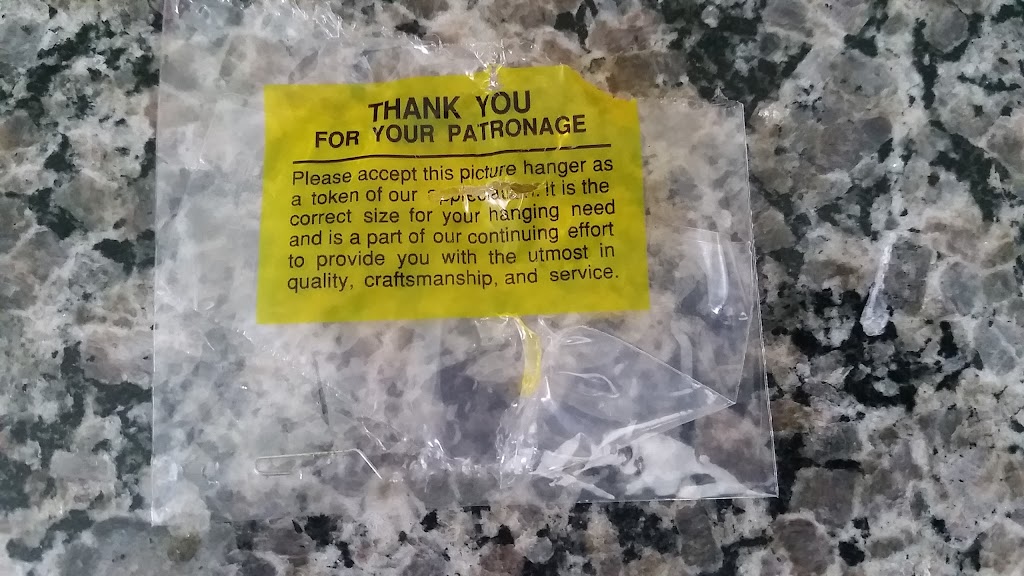 THANK YOU
FOR YOUR PATRONAGE
Please accept this picture hanger as
a token of our It is the
correct size for your hanging need
and is a part of our continuing effort
to provide you with the utmost in
quality, craftsmanship, and service.